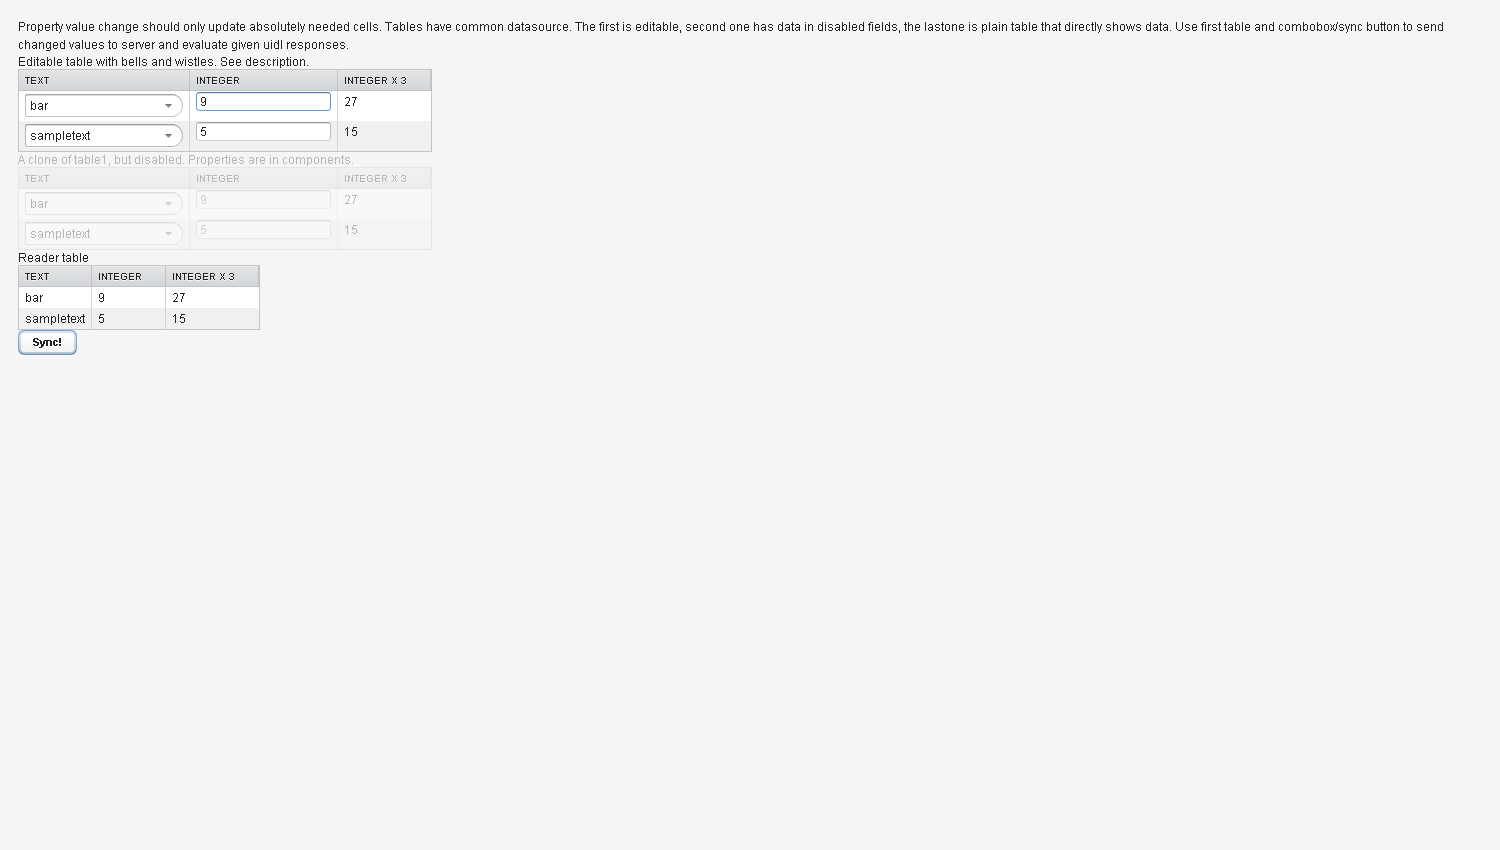 Property value change should only update absolutely needed cells. Tables have common datasource. The first is editable, second one has data in disabled fields, the lastone is plain table that directly shows data. Use first table and combobox/sync button to send
changed values to server and evaluate given uidl responses.
Editable table with bells and wistles. See description.
TEXT INTEGER INTEGER X 3
bar 9 27
sampletext 5 15
A clone of table1, but disabled. Properties are in components.
TEXT INTEGER INTEGER X 3
bar 9 27
sampletext 5 15
Reader table
TEXT INTEGER INTEGER X 3
bar 9 27
sampletext 5 15
Sync!